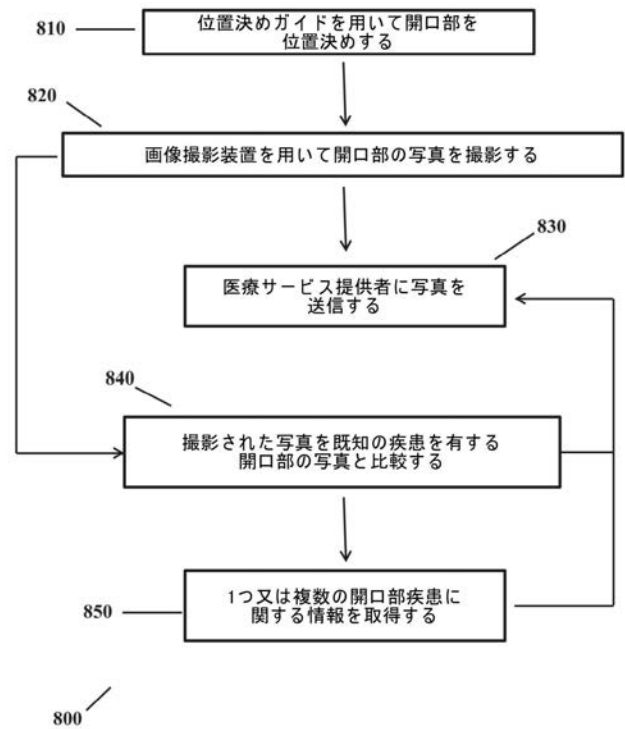 810
位置決めガイドを用いて開口部を
位置決めする
820
画像撮影装置を用いて開口部の写真を撮影する
830
医療サービス提供者に写真を
送信する
840
撮影された写真を既知の疾患を有する
開口部の写真と比較する
850
1つ又は複数の開口部疾患に
関する情報を取得する
800